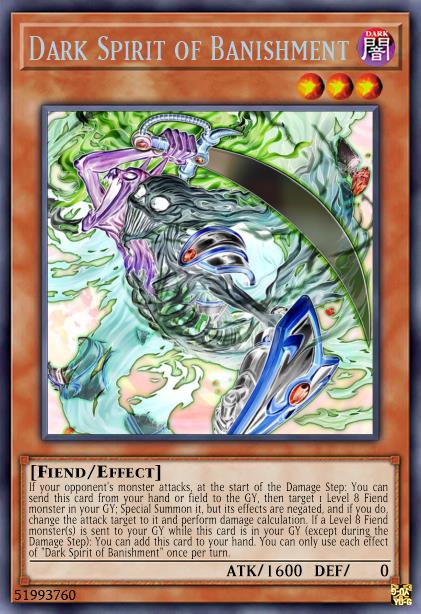 DARK SPIRIT OF BANISHMENT
DARK
闇
[FIEND/EFFECT]
If your opponent's monster attacks, at the start of the Damage Step: You can
send this card from your hand or field to the GY, then target 1 Level 8 Fiend
monster in your GY; Special Summon it, but its effects are negated, and if you do,
change the attack target to it and perform damage calculation. If a Level 8 Fiend
monster(s) is sent to your GY while this card is in your GY (except during the
Damage Step): You can add this card to your hand. You can only use each effect
of "Dark Spirit of Banishment" once per turn.
ATK/1600 DEF/ 0
51993760